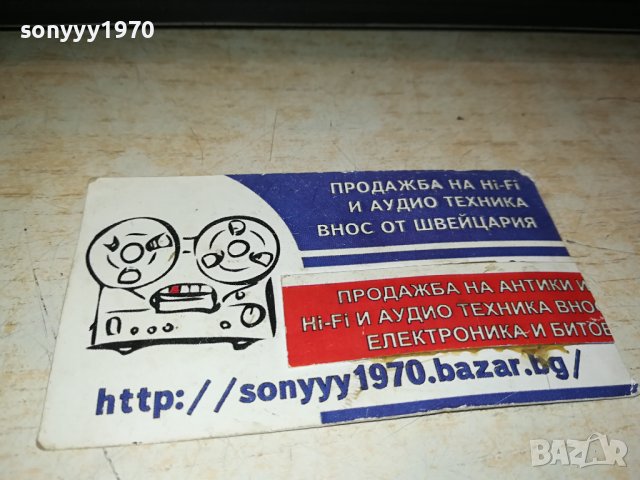 sonyyy1970
ПРОДАЖБА НА Hi-Fi
И АУДИО ТЕХНИКА
ВНОС ОТ ШВЕЙЦАРИЯ
ПРОДАЖБА НА АНТИКИ И
Hi-Fi И АУДИО ТЕХНИКА ВНО
ЕЛЕКТРОНИКА И БИТОВ
http://sonyyy1970.bazar.bg/
BAZAR
bg